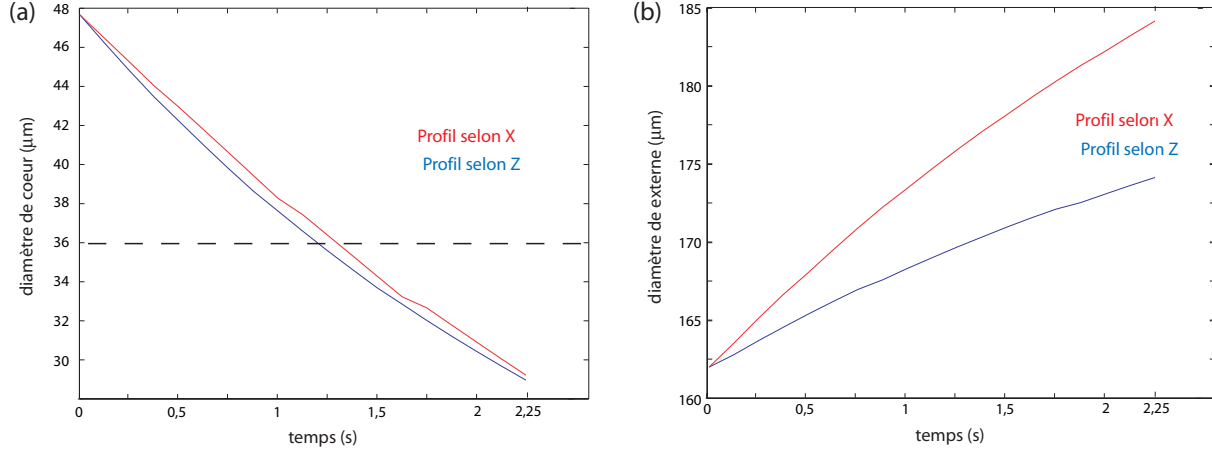 (a)
48
46
44
42
40
38
36
34
32
30
diamètre de coeur (μm)
Profil selon X
Profil selon Z
0
0,5
1
1,5
2
2,25
temps (s)
(b)
185
180
175
170
165
160
diamètre de externe (μm)
Profil selon X
Profil selon Z
0
0,5
1
1,5
2
2,25
temps (s)